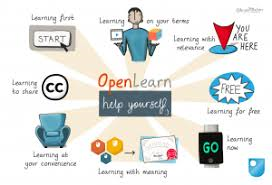 Learning first
START
Learning on your terms
Learning with
relevance
YOU
ARE
HERE
Learning
to share
CC
OpenLearn
help yourself
FREE
Learning for free
Learning at
your convenience
Learning with meaning
GO
Learning
now